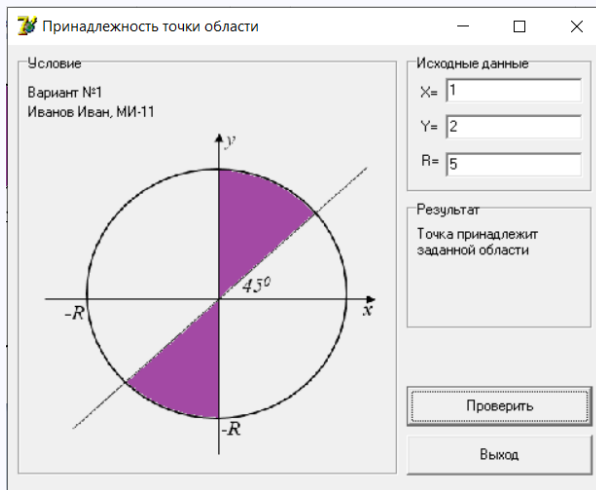 Принадлежность точки области
Условие
Вариант №1
Иванов Иван, МИ-11
y
45⁰
-R
x
-R
Исходные данные
X= 1
Y= 2
R= 5
Результат
Точка принадлежит
заданной области
Проверить
Выход